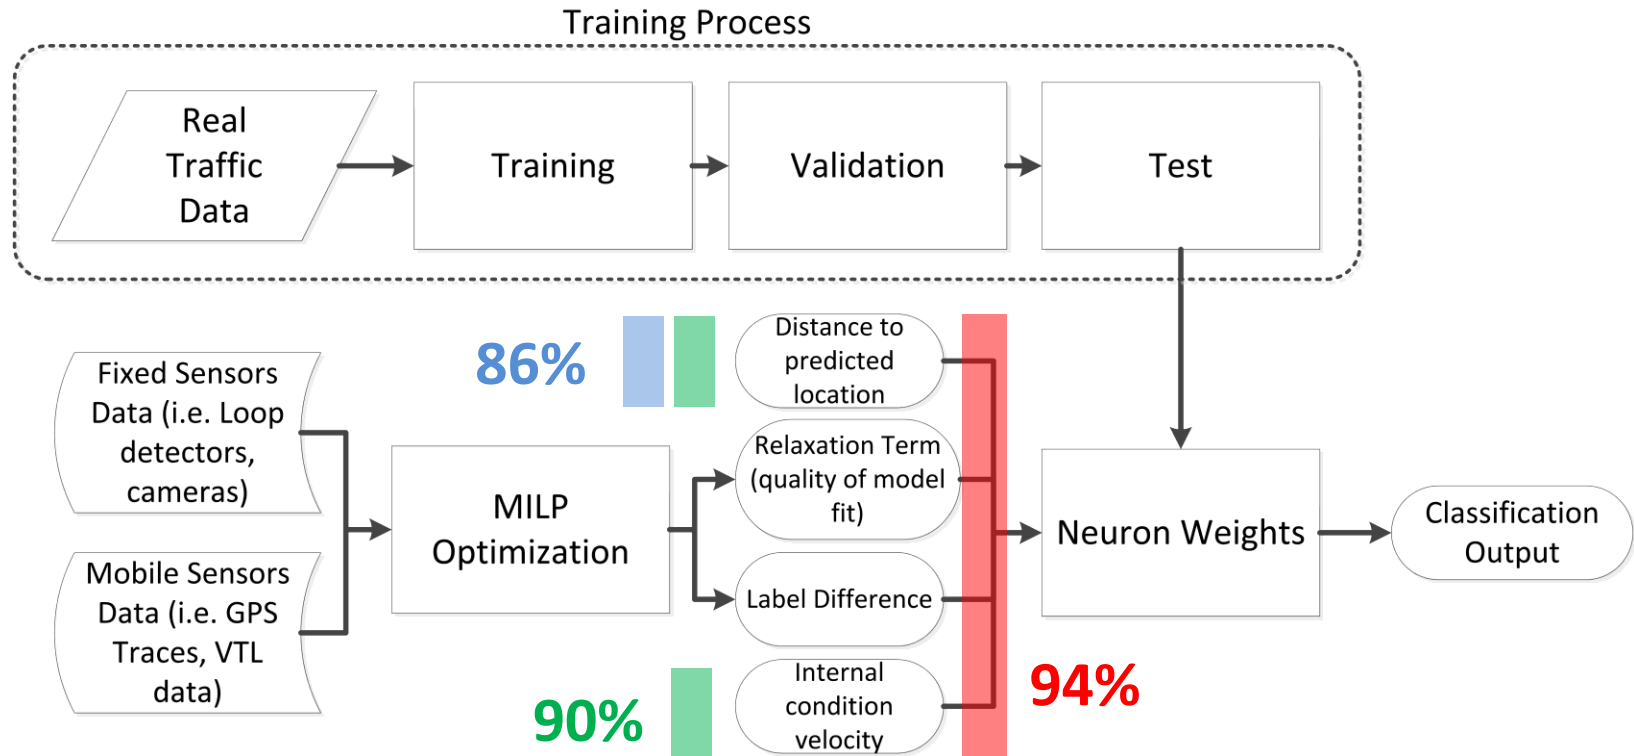 Training Process
Real
Traffic
Data
Training
Validation
Test
86%
Distance to
predicted
location
Fixed Sensors
Data (i.e. Loop
detectors,
cameras)
Relaxation Term
(quality of model
fit)
MILP
Optimization
Neuron Weights
Classification
Output
Mobile Sensors
Data (i.e. GPS
Traces, VTL
data)
Label Difference
Internal
condition
velocity
90%
94%